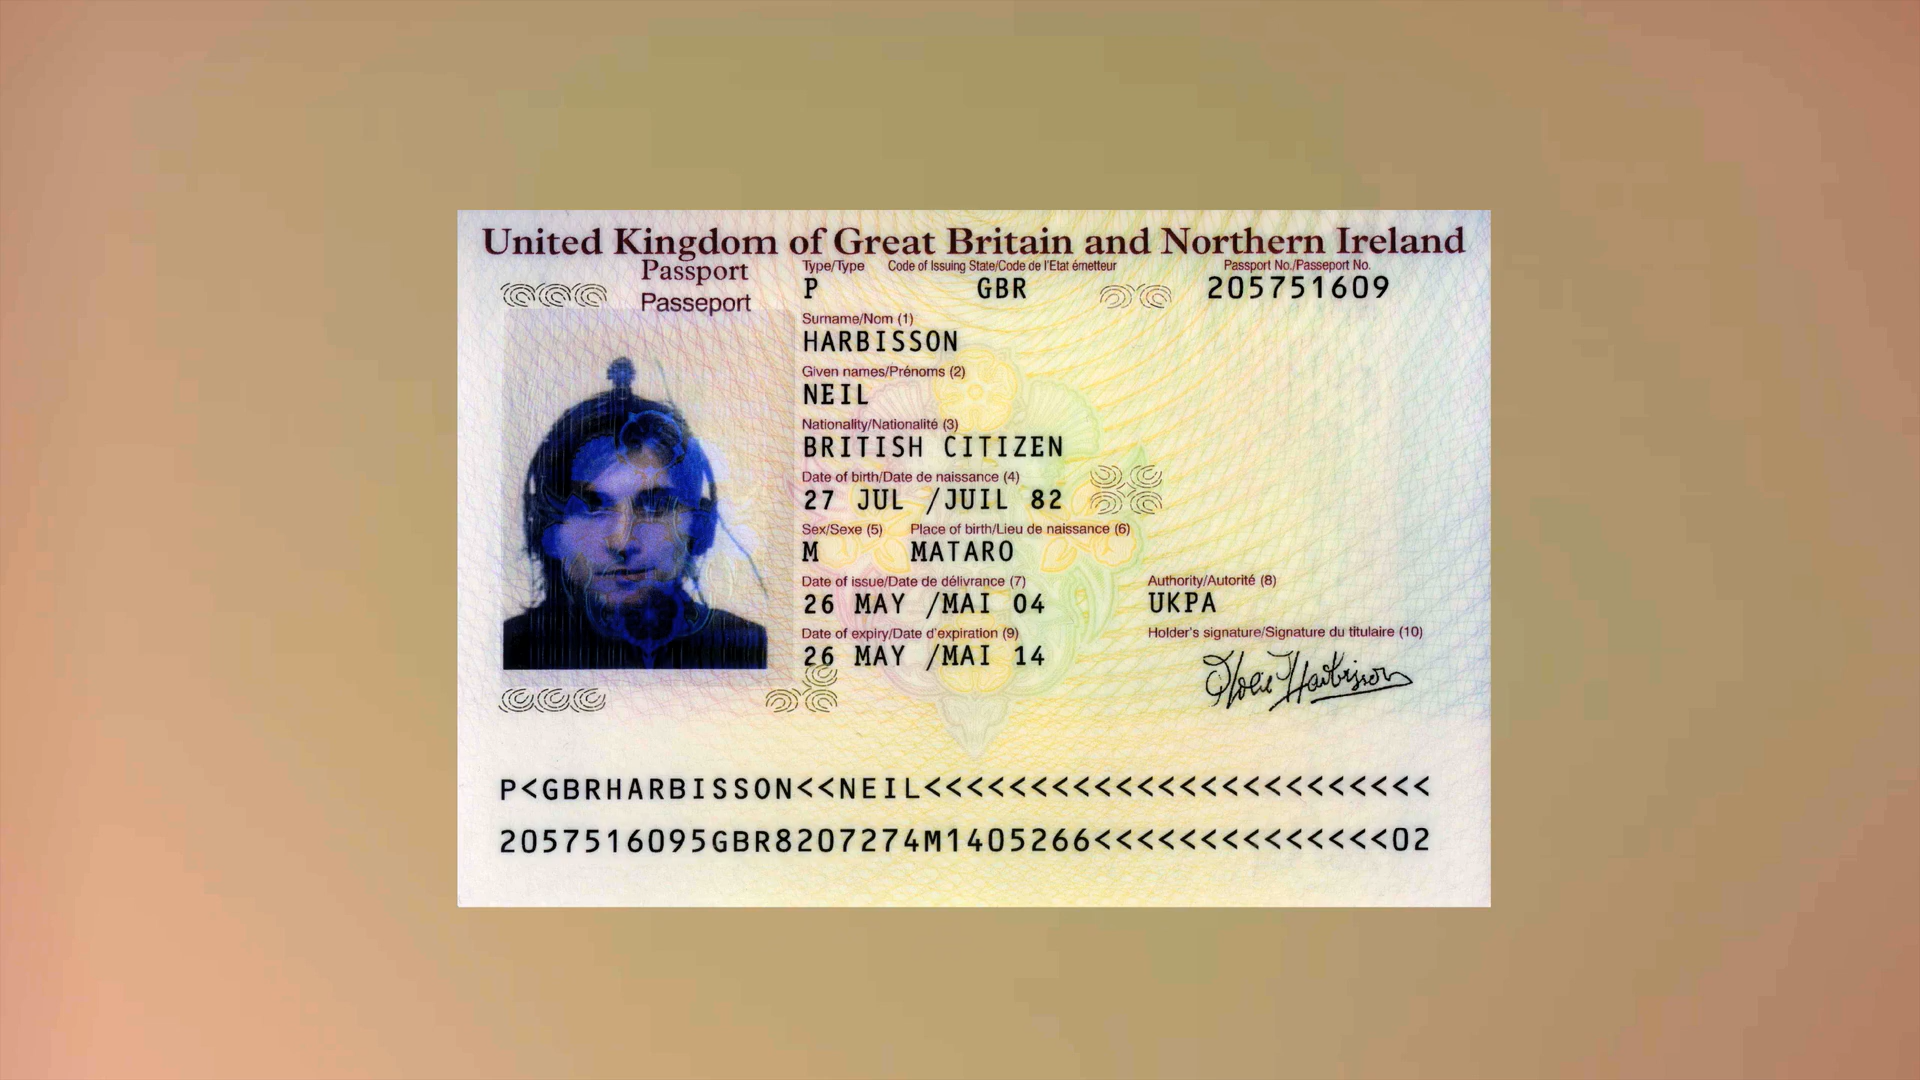 United Kingdom of Great Britain and Northern Ireland
Passport
Passeport
Type/Type Code of Issuing State/Code de l'Etat émetteur Passport No./Passeport No.
P GBR 205751609
Surname/Nom (1)
HARBISSON
Given names/Prénoms (2)
NEIL
Nationality/Nationalité (3)
BRITISH CITIZEN
Date of birth/Date de naissance (4)
27 JUL /JUIL 82
Sex/Sexe (5) Place of birth/Lieu de naissance (6)
M MATARO
Date of issue/Date de délivrance (7) Authority/Autorité (8)
26 MAY /MAI 04 UKPA
Date of expiry/Date d'expiration (9) Holder's signature/Signature du titulaire (10)
26 MAY /MAI 14
Harbisson
P<GBRHARBISSON<<NEIL<<<<<<<<<<<<<<<<<<<<<<<<
2057516095GBR8207274M1405266<<<<<<<<<<<<<<02